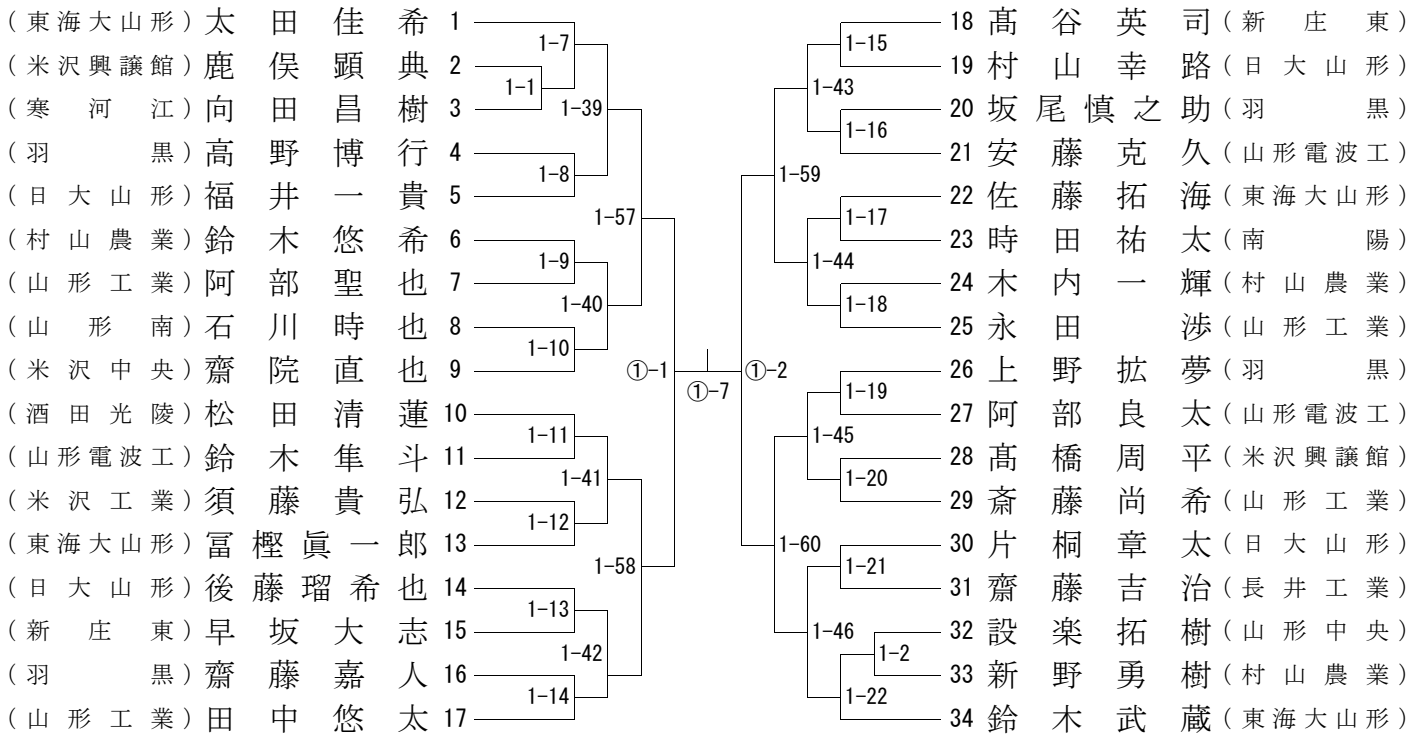 (東海大山形) 太田佳希 1
(米沢興譲館) 鹿俣顕典 2
(寒河江) 向田昌樹 3
(羽黒) 高野博行 4
(日大山形) 福井一貴 5
(村山農業) 鈴木悠希 6
(山形工業) 阿部聖也 7
(山形南) 石川時也 8
(米沢中央) 齋院直也 9
(酒田光陵) 松田清蓮 10
(山形電波工) 鈴木隼斗 11
(米沢工業) 須藤貴弘 12
(東海大山形) 冨樫眞一郎 13
(日大山形) 後藤瑠希也 14
(新庄東) 早坂大志 15
(羽黒) 齋藤嘉人 16
(山形工業) 田中悠太 17
1-7
1-1
1-39
1-8
1-57
1-9
1-40
1-10
①-1
1-11
1-41
1-12
1-58
1-13
1-42
1-14
①-7
①-2
1-15
1-43
1-16
1-59
1-17
1-44
1-18
1-19
1-45
1-20
1-60
1-21
1-46
1-2
1-22
18 髙谷英司 (新庄東)
19 村山幸路 (日大山形)
20 坂尾慎之助 (羽黒)
21 安藤克久 (山形電波工)
22 佐藤拓海 (東海大山形)
23 時田祐太 (南陽)
24 木内一輝 (村山農業)
25 永田渉 (山形工業)
26 上野拡夢 (羽黒)
27 阿部良太 (山形電波工)
28 髙橋周平 (米沢興譲館)
29 斎藤尚希 (山形工業)
30 片桐章太 (日大山形)
31 齋藤吉治 (長井工業)
32 設楽拓樹 (山形中央)
33 新野勇樹 (村山農業)
34 鈴木武蔵 (東海大山形)